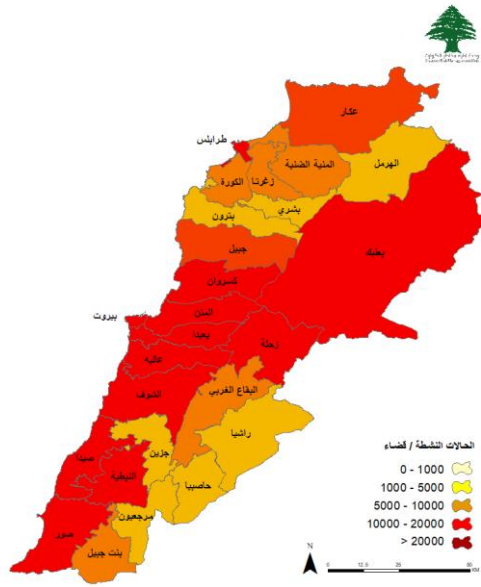 عكار
طرابلس
المنية الضنية
الهرمل
زغرتا
الكورة
بشري
بترون
جبيل
بعلبك
كسروان
المتن
بيروت
بعبدا
زحلة
عاليه
الشوف
البقاع الغربي
راشيا
جزين
صيدا
النبطية
حاصبيا
مرجعيون
صور
بنت جبيل
الحالات النشطة / قضاء
0 - 1000
1000 - 5000
5000 - 10000
10000 - 20000
> 20000
N
0
12.5
25
50
KM